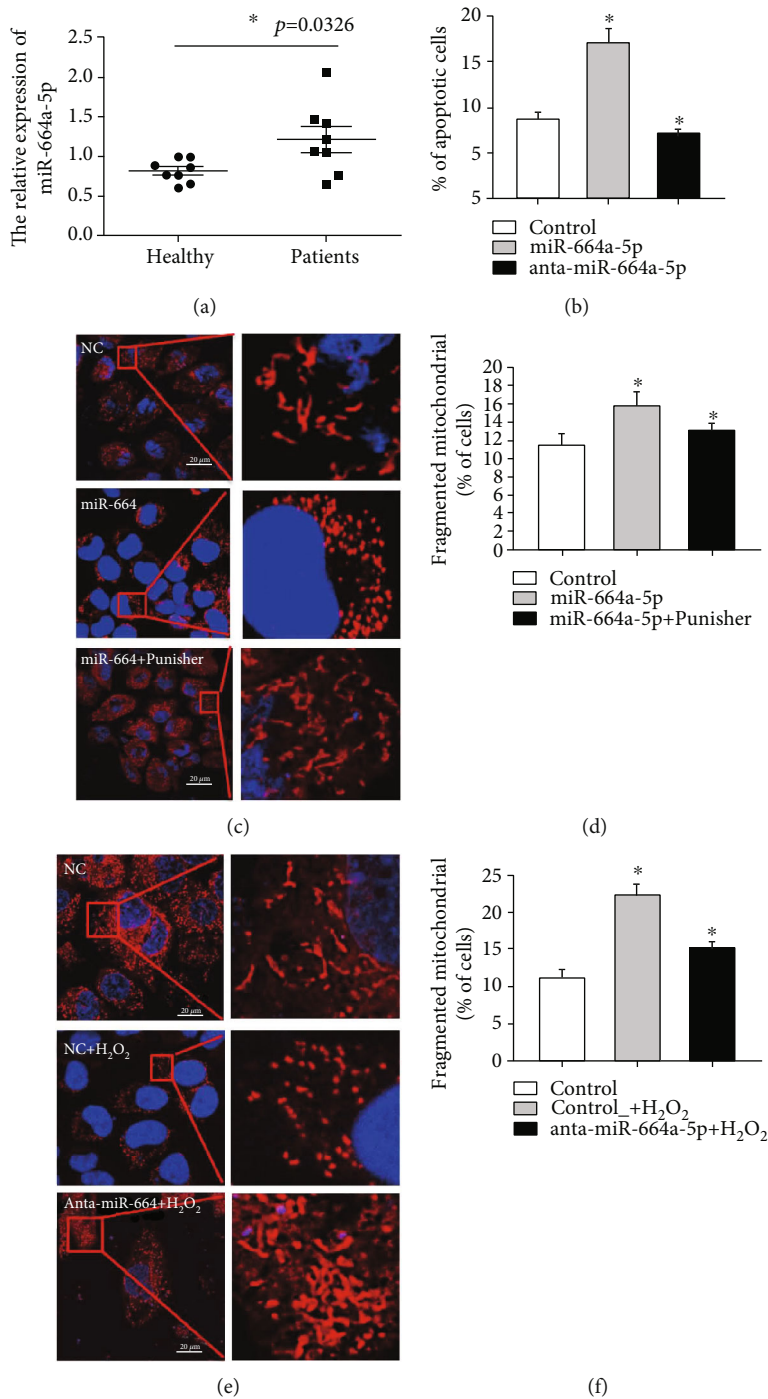 * p=0.0326
The relative expression of
miR-664a-5p
2.5
2.0
1.5
1.0
0.5
0.0
Healthy Patients
(a)
% of apoptotic cells
20
15
10
5
5
* *
Control
miR-664a-5p
anta-miR-664a-5p
(b)
NC
20 µm
miR-664
20 µm
miR-664+Punisher
20 µm
(c)
Fragmented mitochondrial
(% of cells)
20
18
16
14
12
10
8
6
4
2
0
* *
Control
miR-664a-5p
miR-664a-5p+Punisher
(d)
NC
20 µm
NC+H₂O₂
20 µm
Anta-miR-664+H₂O₂
20 µm
(e)
Fragmented mitochondrial
(% of cells)
25
20
15
10
5
0
* *
Control
Control_+H₂O₂
anta-miR-664a-5p+H₂O₂
(f)